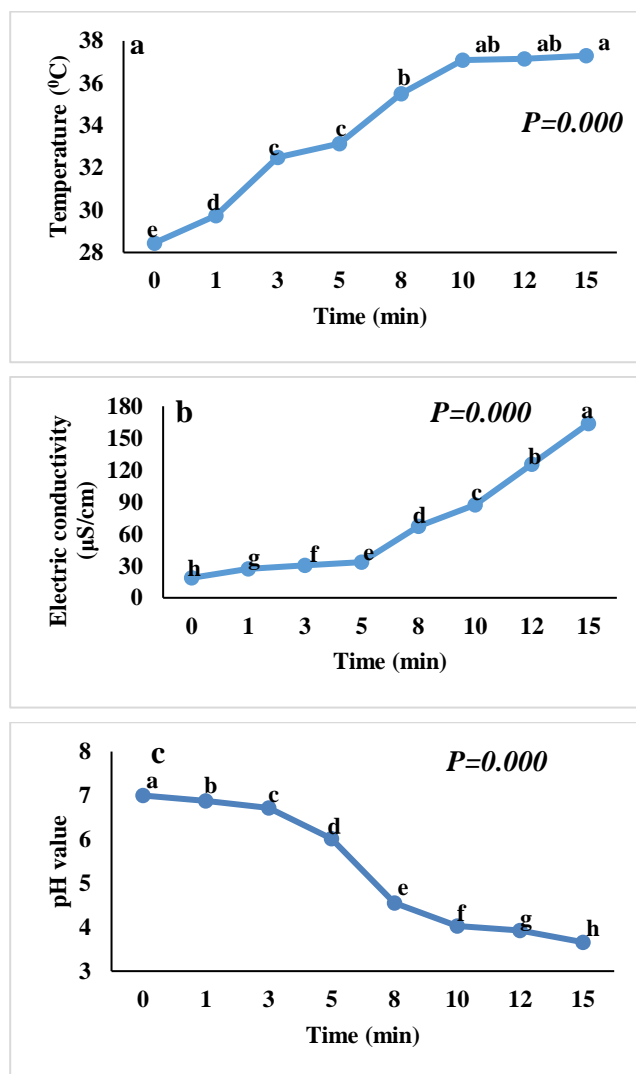 a
Temperature (⁰C)
38
36
34
32
30
28
e
d
c
c
b
ab
ab
a
P=0.000
0 1 3 5 8 10 12 15
Time (min)
b
Electric conductivity
(µS/cm)
180
150
120
90
60
30
0
h
g
f
e
d
c
b
a
P=0.000
0 1 3 5 8 10 12 15
Time (min)
c
pH value
8
7
6
5
4
3
a
b
c
d
e
f
g
h
P=0.000
0 1 3 5 8 10 12 15
Time (min)